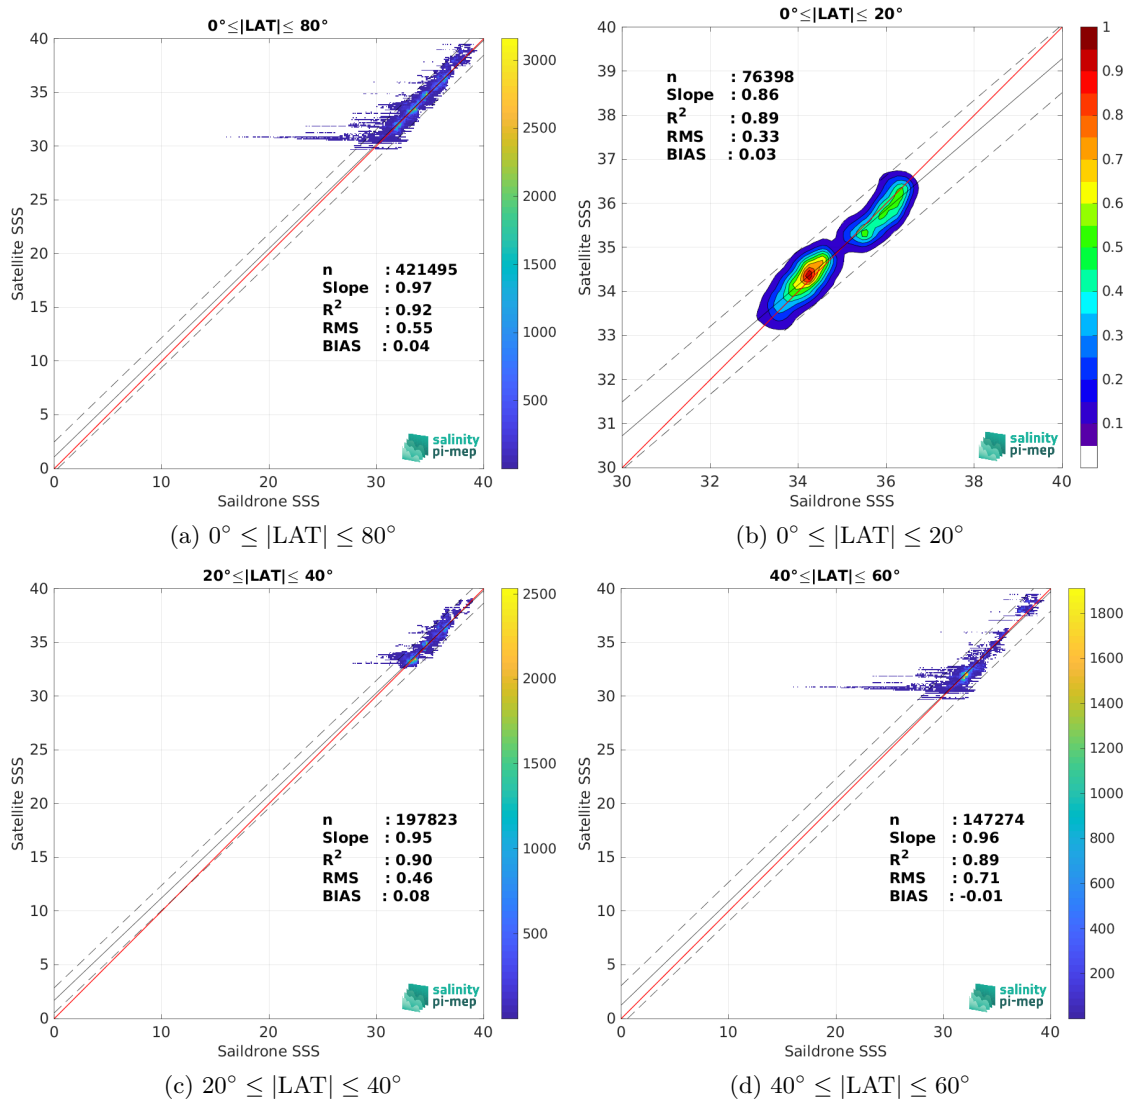 0°≤|LAT|≤ 80°
40
35
30
25
20
15
10
5
0
0
10
20
30
40
Satellite SSS
Saildrone SSS
n : 421495
Slope : 0.97
R² : 0.92
RMS : 0.55
BIAS : 0.04
salinity
pi-mep
3000
2500
2000
1500
1000
500
(a) 0° ≤ |LAT| ≤ 80°
0°≤|LAT|≤ 20°
40
39
38
37
36
35
34
33
32
31
30
30
32
34
36
38
40
Satellite SSS
Saildrone SSS
n : 76398
Slope : 0.86
R² : 0.89
RMS : 0.33
BIAS : 0.03
salinity
pi-mep
1
0.9
0.8
0.7
0.6
0.5
0.4
0.3
0.2
0.1
(b) 0° ≤ |LAT| ≤ 20°
20°≤|LAT|≤ 40°
40
35
30
25
20
15
10
5
0
0
10
20
30
40
Satellite SSS
Saildrone SSS
n : 197823
Slope : 0.95
R² : 0.90
RMS : 0.46
BIAS : 0.08
salinity
pi-mep
2500
2000
1500
1000
500
(c) 20° ≤ |LAT| ≤ 40°
40°≤|LAT|≤ 60°
40
35
30
25
20
15
10
5
0
0
10
20
30
40
Satellite SSS
Saildrone SSS
n : 147274
Slope : 0.96
R² : 0.89
RMS : 0.71
BIAS : -0.01
salinity
pi-mep
1800
1600
1400
1200
1000
800
600
400
200
(d) 40° ≤ |LAT| ≤ 60°